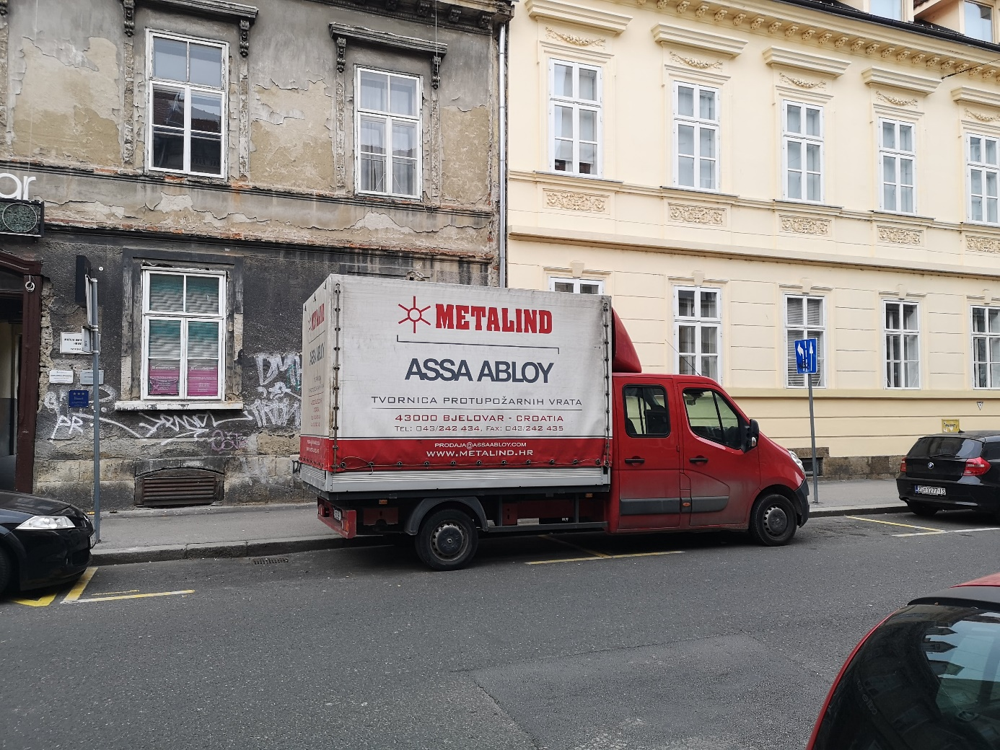 ar
METALIND
ASSA ABLOY
TVORNICA PROTUPOŽARNIH VRATA
43000 BJELOVAR - CROATIA
TEL: 043/242 434, FAX: 043/242 435
PRODAJA@ASSAABLOY.COM
WWW.METALIND.HR